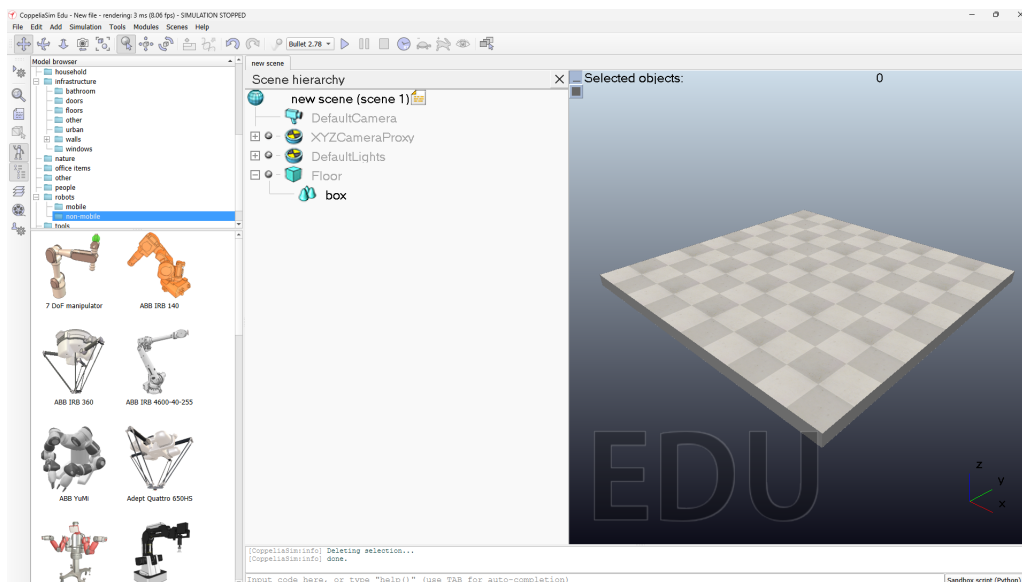 CoppeliaSim Edu - New file - rendering: 3 ms (8.06 fps) - SIMULATION STOPPED
File Edit Add Simulation Tools Modules Scenes Help
Bullet 2.78
Model browser
household
infrastructure
bathroom
doors
floors
other
urban
walls
windows
nature
office items
other
people
robots
mobile
non-mobile
tools
7 DoF manipulator
ABB IRB 140
ABB IRB 360
ABB IRB 4600-40-255
ABB YuMi
Adept Quattro 650HS
new scene
Scene hierarchy
new scene (scene 1)
DefaultCamera
XYZCameraProxy
DefaultLights
Floor
box
Selected objects: 0
EDU
z
y
x
[CoppeliaSim:info] Deleting selection...
[CoppeliaSim:info] done.
Input code here, or type "help()" (use TAB for auto-completion)
Sandbox script (Python)